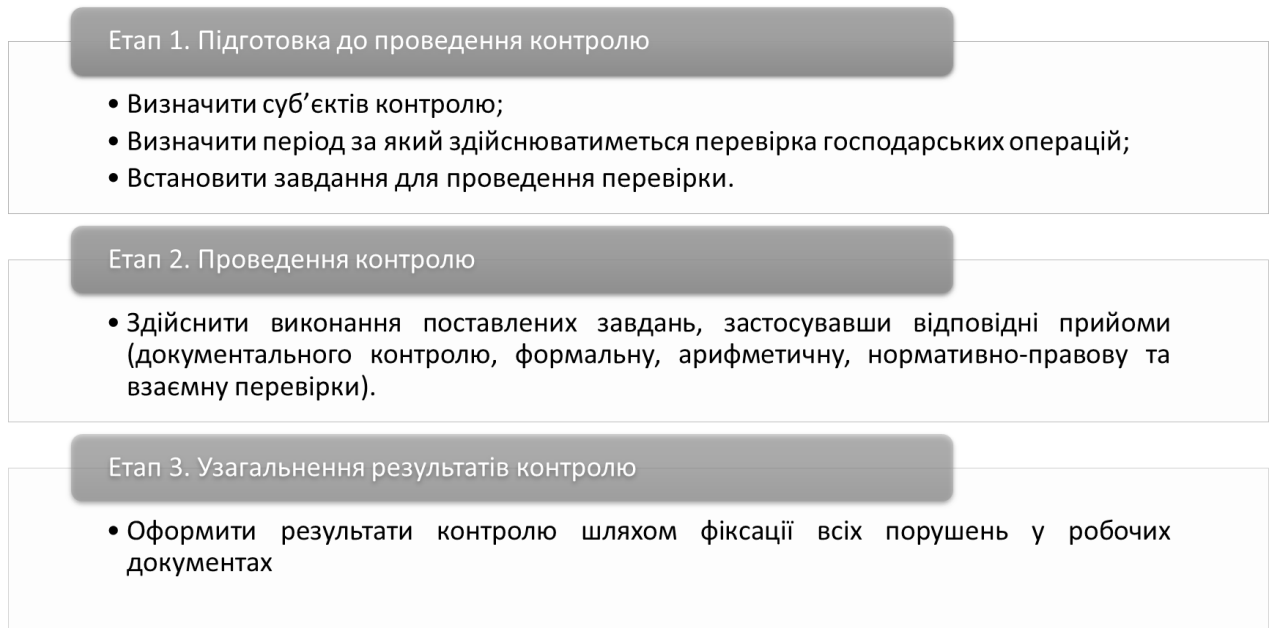 Етап 1. Підготовка до проведення контролю
• Визначити суб’єктів контролю;
• Визначити період за який здійснюватиметься перевірка господарських операцій;
• Встановити завдання для проведення перевірки.
Етап 2. Проведення контролю
• Здійснити виконання поставлених завдань, застосувавши відповідні прийоми
(документального контролю, формальну, арифметичну, нормативно-правову та
взаємну перевірки).
Етап 3. Узагальнення результатів контролю
• Оформити результати контролю шляхом фіксації всіх порушень у робочих
документах